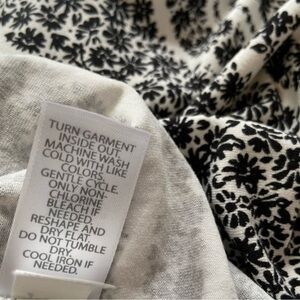 TURN GARMENT
INSIDE OUT.
MACHINE WASH
COLD WITH LIKE
COLORS.
GENTLE CYCLE.
ONLY NON-
CHLORINE
BLEACH IF
NEEDED.
RESHAPE AND
DRY FLAT
DO NOT TUMBLE
DRY.
COOL IRON IF
NEEDED.